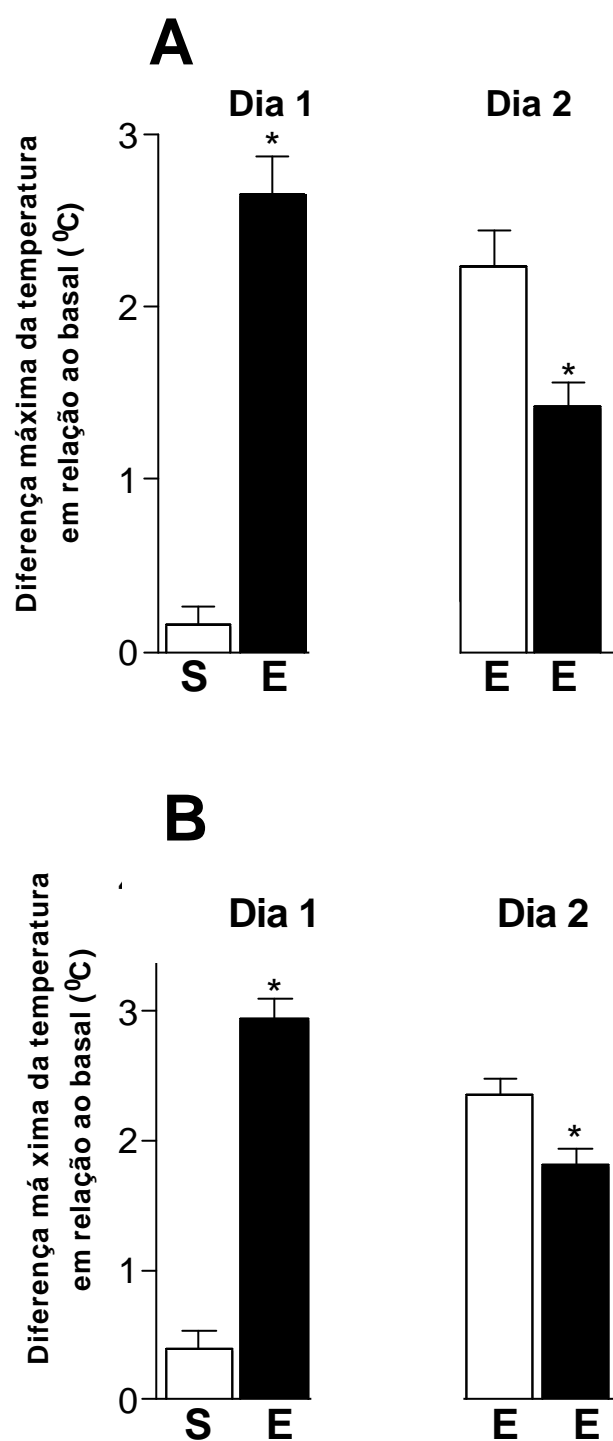 A
Dia 1
Dia 2
Diferença máxima da temperatura
em relação ao basal (⁰C)
3
2
1
0
*
*
S
E
E
E
B
Dia 1
Dia 2
Diferença má xima da temperatura
em relação ao basal (⁰C)
3
2
1
0
*
*
S
E
E
E